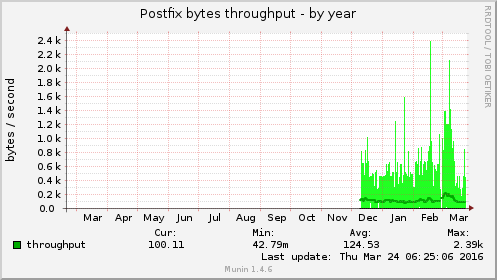 Postfix bytes throughput - by year
RRDTOOL / TOBI OETIKER
bytes / second
2.4 k
2.2 k
2.0 k
1.8 k
1.6 k
1.4 k
1.2 k
1.0 k
0.8 k
0.6 k
0.4 k
0.2 k
0.0
Mar Apr May Jun Jul Aug Sep Oct Nov Dec Jan Feb Mar
Cur: Min: Avg: Max:
throughput 100.11 42.79m 124.53 2.39k
Last update: Thu Mar 24 06:25:06 2016
Munin 1.4.6